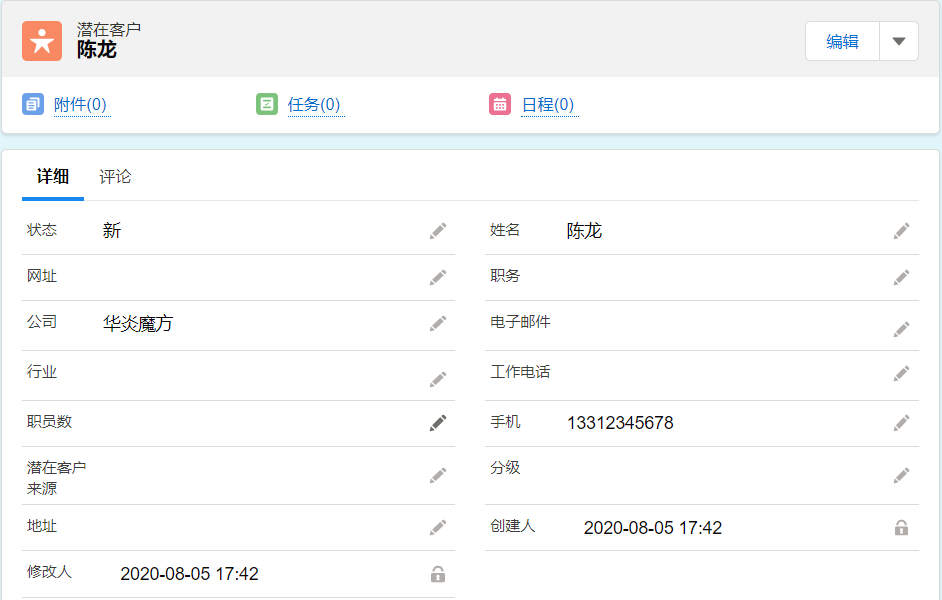 潜在客户
陈龙
编辑
附件(0)
任务(0)
日程(0)
详细
评论
状态
新
姓名
陈龙
网址
职务
公司
华炎魔方
电子邮件
行业
工作电话
职员数
手机
13312345678
潜在客户
来源
分级
地址
创建人
2020-08-05 17:42
修改人
2020-08-05 17:42